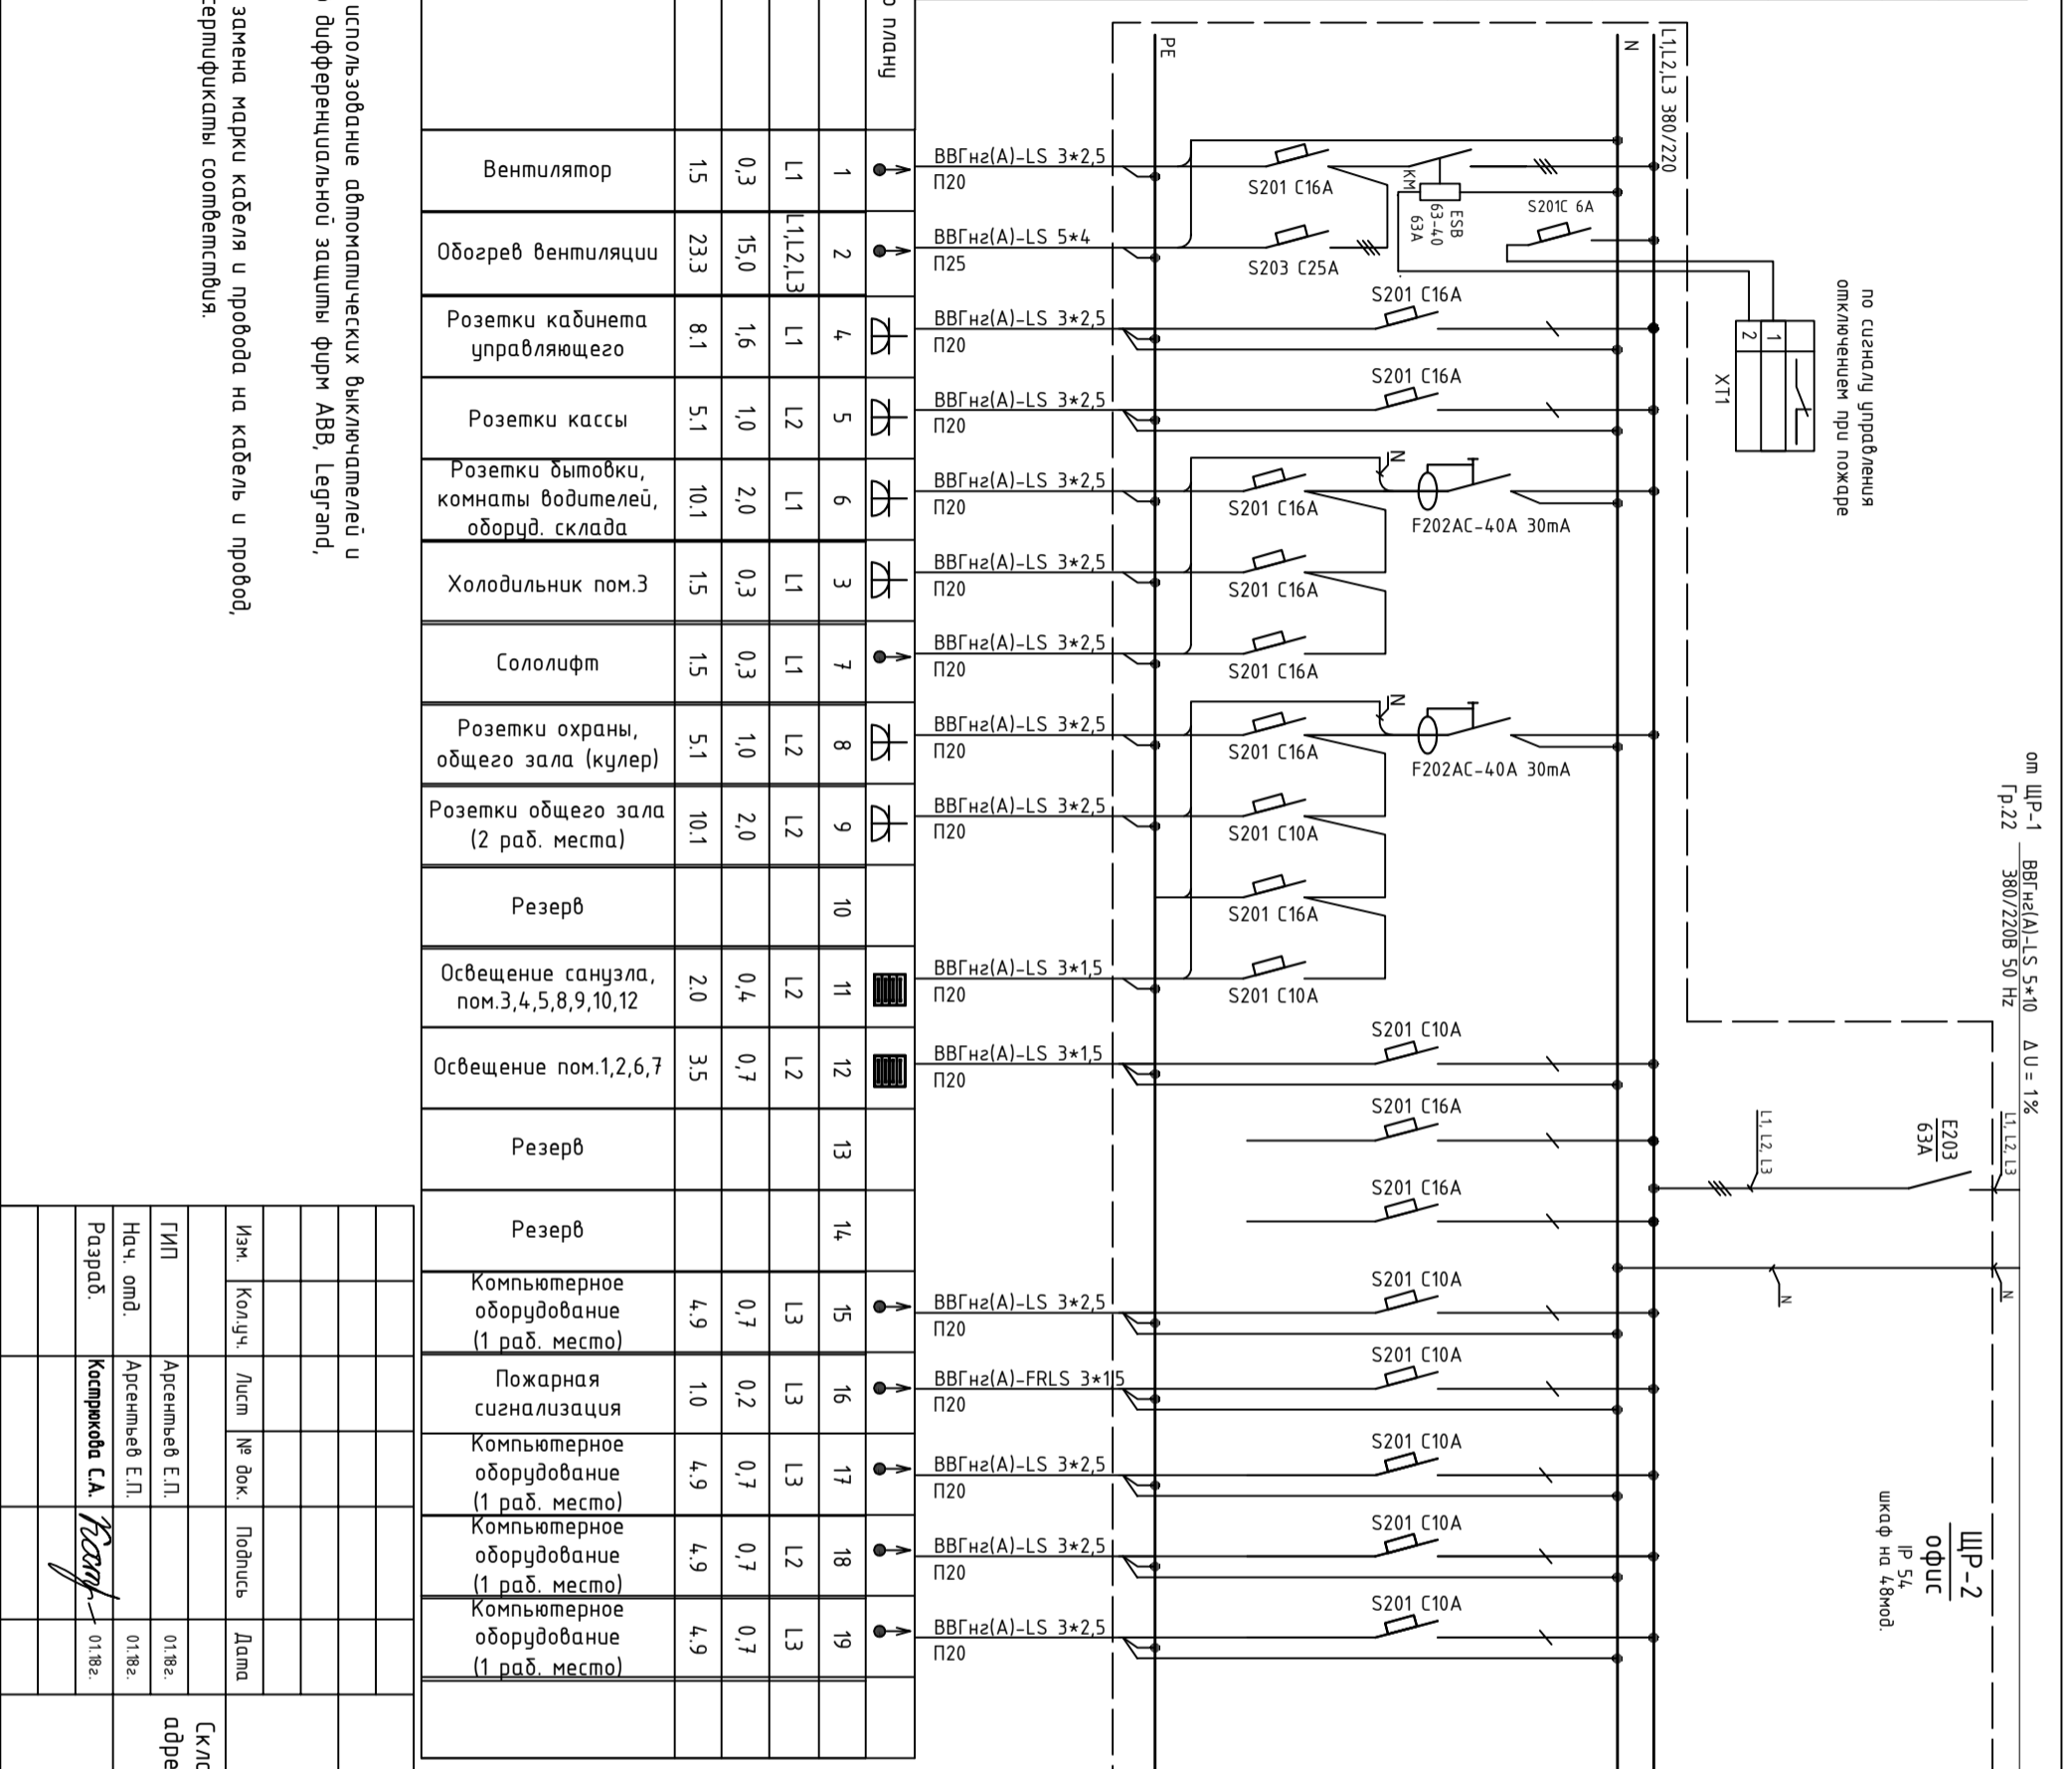 использование автоматических выключателей и
дифференциальной защиты фирм ABB, Legrand,
замена марки кабеля и провода на кабель и провод,
сертификаты соответствия.
плану
Вентилятор 1.5 0,3 L1 1
ВВГнг(А)-LS 3*2,5
П20
S201 C16A
Обогрев вентиляции 23.3 15,0 L1,L2,L3 2
ВВГнг(А)-LS 5*4
П25
S203 C25A
KM
ESB
63-40
63A
S201C 6A
Розетки кабинета
управляющего 8.1 1,6 L1 4
ВВГнг(А)-LS 3*2,5
П20
S201 C16A
Розетки кассы 5.1 1,0 L2 5
ВВГнг(А)-LS 3*2,5
П20
S201 C16A
Розетки бытовки,
комнаты водителей,
оборуд. склада 10.1 2,0 L1 6
ВВГнг(А)-LS 3*2,5
П20
S201 C16A
N
F202AC-40A 30mA
Холодильник пом.3 1.5 0,3 L1 3
ВВГнг(А)-LS 3*2,5
П20
S201 C16A
Сололифт 1.5 0,3 L1 7
ВВГнг(А)-LS 3*2,5
П20
S201 C16A
Розетки охраны,
общего зала (кулер) 5.1 1,0 L2 8
ВВГнг(А)-LS 3*2,5
П20
S201 C16A
N
F202AC-40A 30mA
Розетки общего зала
(2 раб. места) 10.1 2,0 L2 9
ВВГнг(А)-LS 3*2,5
П20
S201 C10A
Резерв 10
S201 C16A
Освещение санузла,
пом.3,4,5,8,9,10,12 2.0 0,4 L2 11
ВВГнг(А)-LS 3*1,5
П20
S201 C10A
Освещение пом.1,2,6,7 3.5 0,7 L2 12
ВВГнг(А)-LS 3*1,5
П20
S201 C10A
Резерв 13
S201 C16A
Резерв 14
S201 C16A
Компьютерное
оборудование
(1 раб. место) 4.9 0,7 L3 15
ВВГнг(А)-LS 3*2,5
П20
S201 C10A
Пожарная
сигнализация 1.0 0,2 L3 16
ВВГнг(А)-FRLS 3*1,5
П20
S201 C10A
Компьютерное
оборудование
(1 раб. место) 4.9 0,7 L3 17
ВВГнг(А)-LS 3*2,5
П20
S201 C10A
Компьютерное
оборудование
(1 раб. место) 4.9 0,7 L2 18
ВВГнг(А)-LS 3*2,5
П20
S201 C10A
Компьютерное
оборудование
(1 раб. место) 4.9 0,7 L3 19
ВВГнг(А)-LS 3*2,5
П20
S201 C10A
PE
N
L1,L2,L3 380/220
XT1
1
2
по сигналу управления
отключением при пожаре
от ЩР-1 ВВГнг(А)-LS 5*10 ΔU = 1%
Гр.22 380/220В 50 Hz
L1, L2, L3
E203
63A
L1, L2, L3
N
N
ЩР-2
офис
IP 54
шкаф на 48мод.
Изм. Кол.уч. Лист № док. Подпись Дата
ГИП Арсентьев Е.П. 01.18г.
Нач. отд. Арсентьев Е.П. 01.18г.
Разраб. Кострюкова С.А. 01.18г.